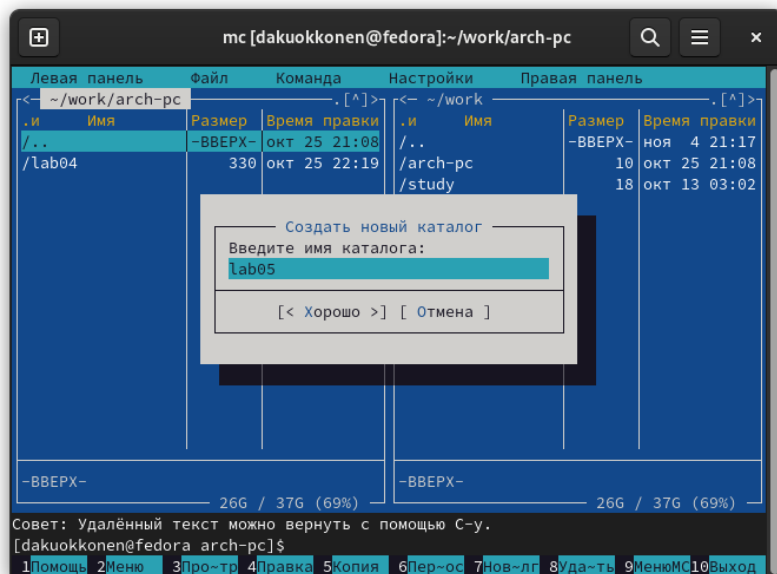 mc [dakuokkonen@fedora]:~/work/arch-pc
Левая панель Файл Команда Настройки Правая панель
<— ~/work/arch-pc .[^]> <— ~/work .[^]>
.и Имя Размер Время правки .и Имя Размер Время правки
/.. -ВВЕРХ- окт 25 21:08 /.. -ВВЕРХ- ноя 4 21:17
/lab04 330 окт 25 22:19 /arch-pc 10 окт 25 21:08
/study 18 окт 13 03:02
Создать новый каталог
Введите имя каталога:
lab05
[< Хорошо >] [ Отмена ]
-ВВЕРХ- -ВВЕРХ-
26G / 37G (69%) 26G / 37G (69%)
Совет: Удалённый текст можно вернуть с помощью C-y.
[dakuokkonen@fedora arch-pc]$
1Помощь 2Меню 3Про~тр 4Правка 5Копия 6Пер~ос 7Нов~лг 8Уда~ть 9МенюMC 10Выход